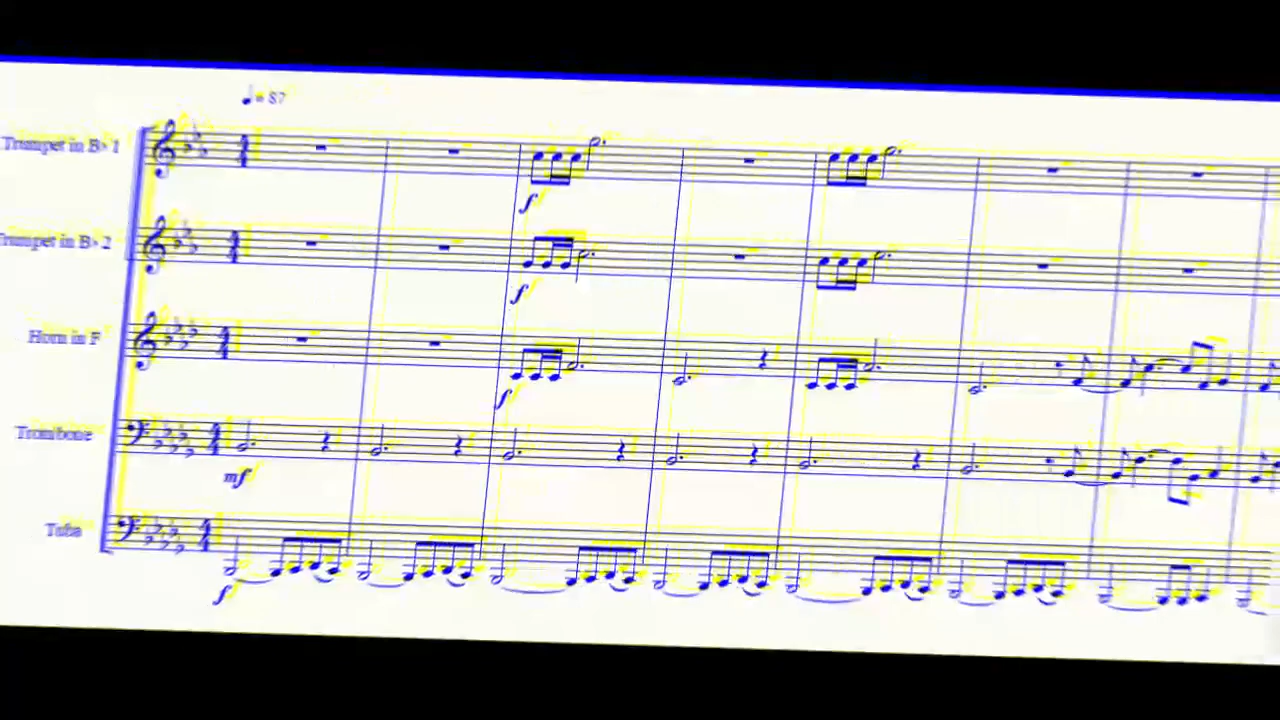 ♩= 87
Trumpet in B♭ 1
f
Trumpet in B♭ 2
f
Horn in F
f
Trombone
mf
Tuba
f